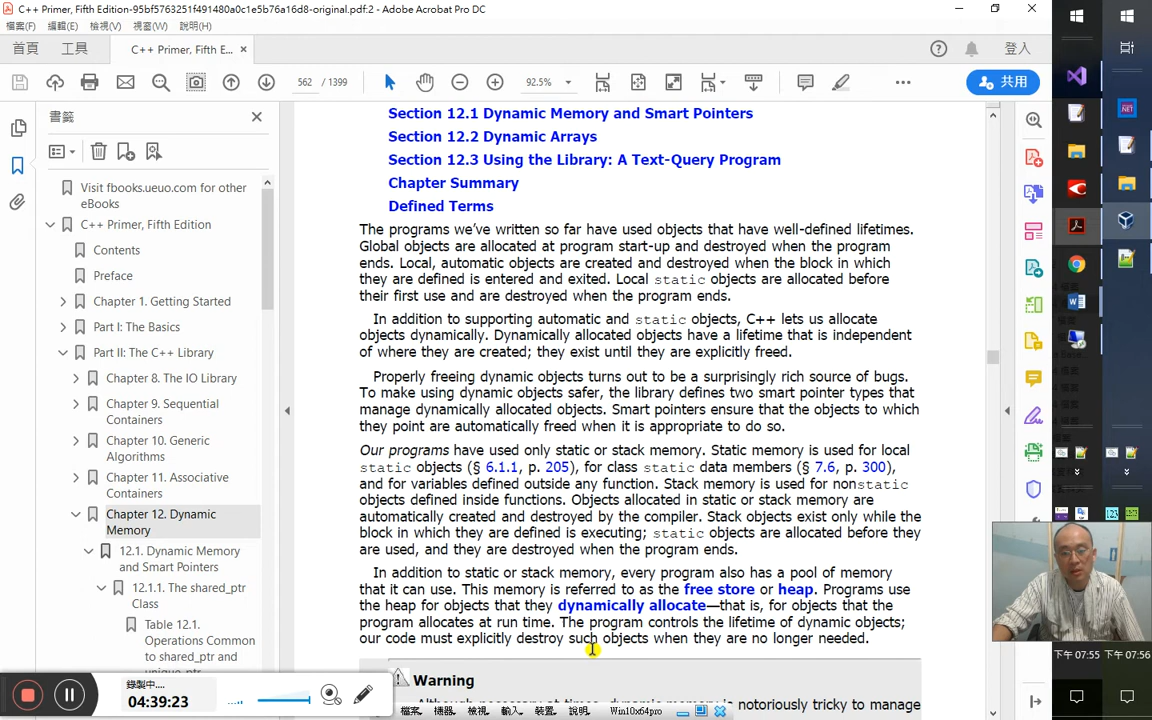 C++ Primer, Fifth Edition-95bf5763251f491480a0c1e5b76a16d8-original.pdf.2 - Adobe Acrobat Pro DC
檔案(F) 編輯(E) 檢視(V) 視窗(W) 說明(H)
首頁 工具 C++ Primer, Fifth E... × 登入
562 / 1399 92.5% 共用
書籤
Visit fbooks.ueuo.com for other
eBooks
C++ Primer, Fifth Edition
Contents
Preface
Chapter 1. Getting Started
Part I: The Basics
Part II: The C++ Library
Chapter 8. The IO Library
Chapter 9. Sequential
Containers
Chapter 10. Generic
Algorithms
Chapter 11. Associative
Containers
Chapter 12. Dynamic
Memory
12.1. Dynamic Memory
and Smart Pointers
12.1.1. The shared_ptr
Class
Table 12.1.
Operations Common
to shared_ptr and
unique_ptr
Section 12.1 Dynamic Memory and Smart Pointers
Section 12.2 Dynamic Arrays
Section 12.3 Using the Library: A Text-Query Program
Chapter Summary
Defined Terms
The programs we’ve written so far have used objects that have well-defined lifetimes.
Global objects are allocated at program start-up and destroyed when the program
ends. Local, automatic objects are created and destroyed when the block in which
they are defined is entered and exited. Local static objects are allocated before
their first use and are destroyed when the program ends.
In addition to supporting automatic and static objects, C++ lets us allocate
objects dynamically. Dynamically allocated objects have a lifetime that is independent
of where they are created; they exist until they are explicitly freed.
Properly freeing dynamic objects turns out to be a surprisingly rich source of bugs.
To make using dynamic objects safer, the library defines two smart pointer types that
manage dynamically allocated objects. Smart pointers ensure that the objects to which
they point are automatically freed when it is appropriate to do so.
Our programs have used only static or stack memory. Static memory is used for local
static objects (§ 6.1.1, p. 205), for class static data members (§ 7.6, p. 300),
and for variables defined outside any function. Stack memory is used for nonstatic
objects defined inside functions. Objects allocated in static or stack memory are
automatically created and destroyed by the compiler. Stack objects exist only while the
block in which they are defined is executing; static objects are allocated before they
are used, and they are destroyed when the program ends.
In addition to static or stack memory, every program also has a pool of memory
that it can use. This memory is referred to as the free store or heap. Programs use
the heap for objects that they dynamically allocate—that is, for objects that the
program allocates at run time. The program controls the lifetime of dynamic objects;
our code must explicitly destroy such objects when they are no longer needed.
Warning
notoriously tricky to manage
錄製中...
04:39:23
檔案 機器 檢視 輸入 裝置 說明 Win10x64pro
下午 07:55 下午 07:56